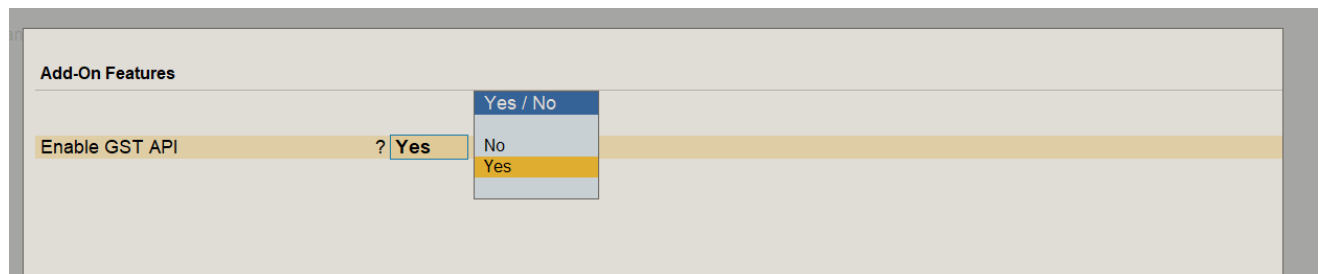 Add-On Features
Yes / No
Enable GST API ? Yes
No
Yes